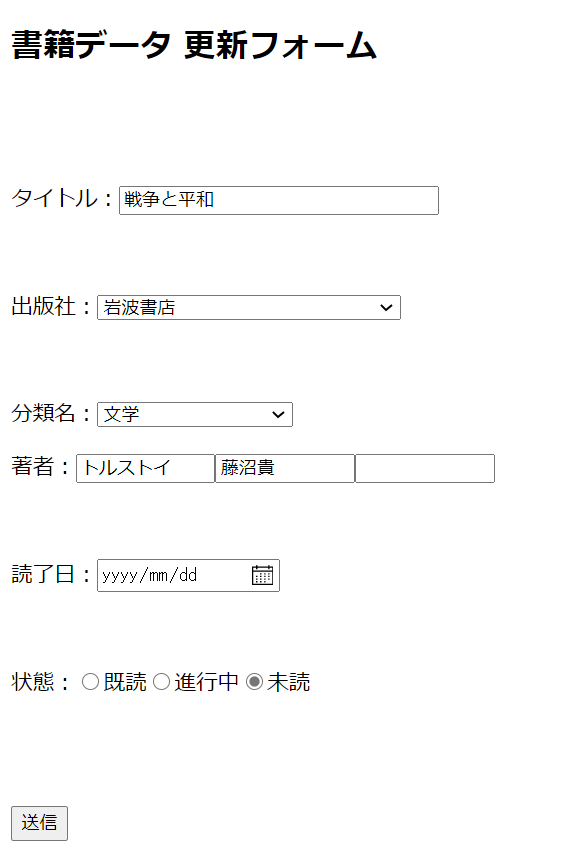 書籍データ 更新フォーム
タイトル：戦争と平和
出版社：岩波書店
分類名：文学
著者：トルストイ 藤沼貴
読了日：yyyy/mm/dd
状態： 既読 進行中 未読
送信